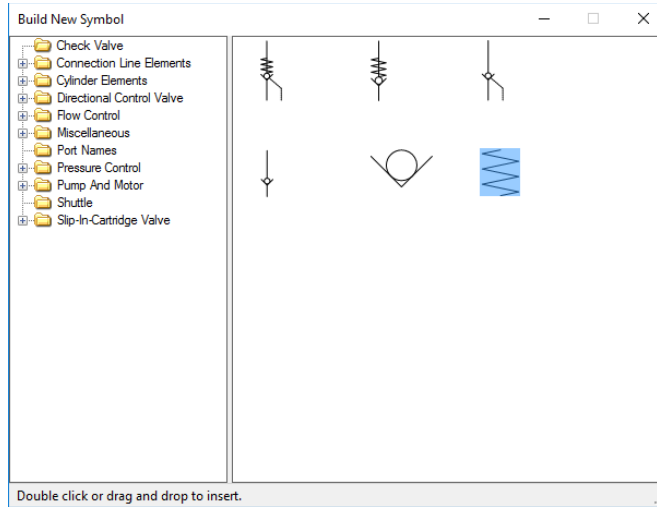 Build New Symbol
Check Valve
Connection Line Elements
Cylinder Elements
Directional Control Valve
Flow Control
Miscellaneous
Port Names
Pressure Control
Pump And Motor
Shuttle
Slip-In-Cartridge Valve
Double click or drag and drop to insert.